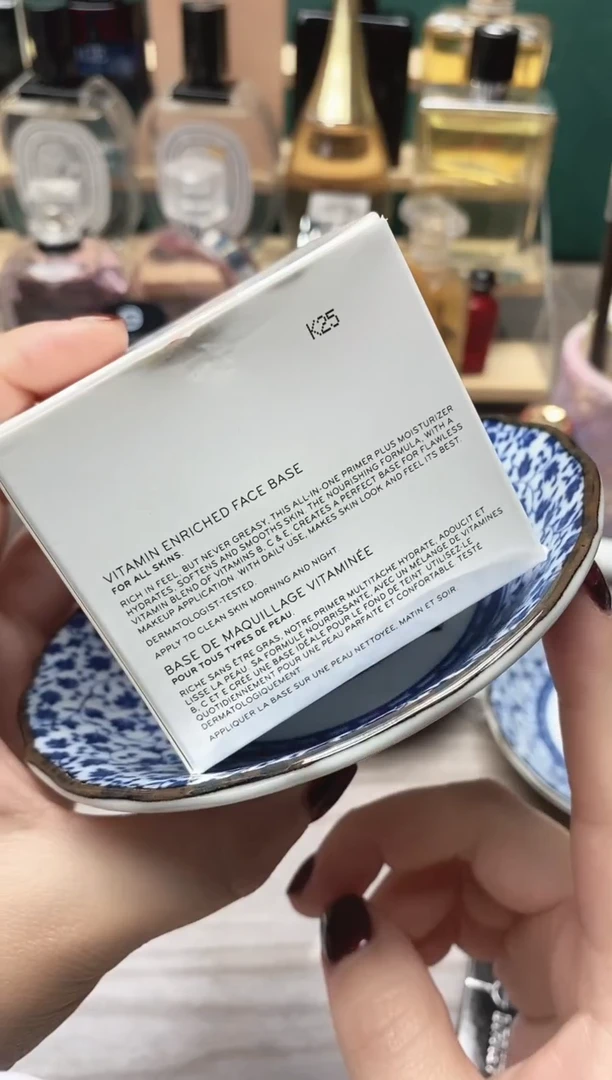 K25
VITAMIN ENRICHED FACE BASE
FOR ALL SKINS.
RICH IN FEEL, BUT NEVER GREASY, THIS ALL-IN-ONE PRIMER PLUS MOISTURIZER
HYDRATES, SOFTENS AND SMOOTHS SKIN. THE NOURISHING FORMULA, WITH A
VITAMIN BLEND OF VITAMINS B, C & E, CREATES A PERFECT BASE FOR FLAWLESS
MAKEUP APPLICATION. WITH DAILY USE, MAKES SKIN LOOK AND FEEL ITS BEST.
DERMATOLOGIST-TESTED.
APPLY TO CLEAN SKIN MORNING AND NIGHT
BASE DE MAQUILLAGE VITAMINÉE
POUR TOUS TYPES DE PEAU.
RICHE SANS ÊTRE GRAS, NOTRE PRIMER MULTITÂCHE HYDRATE, ADOUCIT ET
LISSE LA PEAU. SA FORMULE NOURRISSANTE, AVEC UN MÉLANGE DE VITAMINES
B, C ET E CRÉE UNE BASE IDÉALE POUR LE FOND DE TEINT. UTILISEZ-LE
QUOTIDIENNEMENT POUR UNE PEAU PARFAITE ET CONFORTABLE. TESTÉ
DERMATOLOGIQUEMENT.
APPLIQUER LA BASE SUR UNE PEAU NETTOYÉE, MATIN ET SOIR